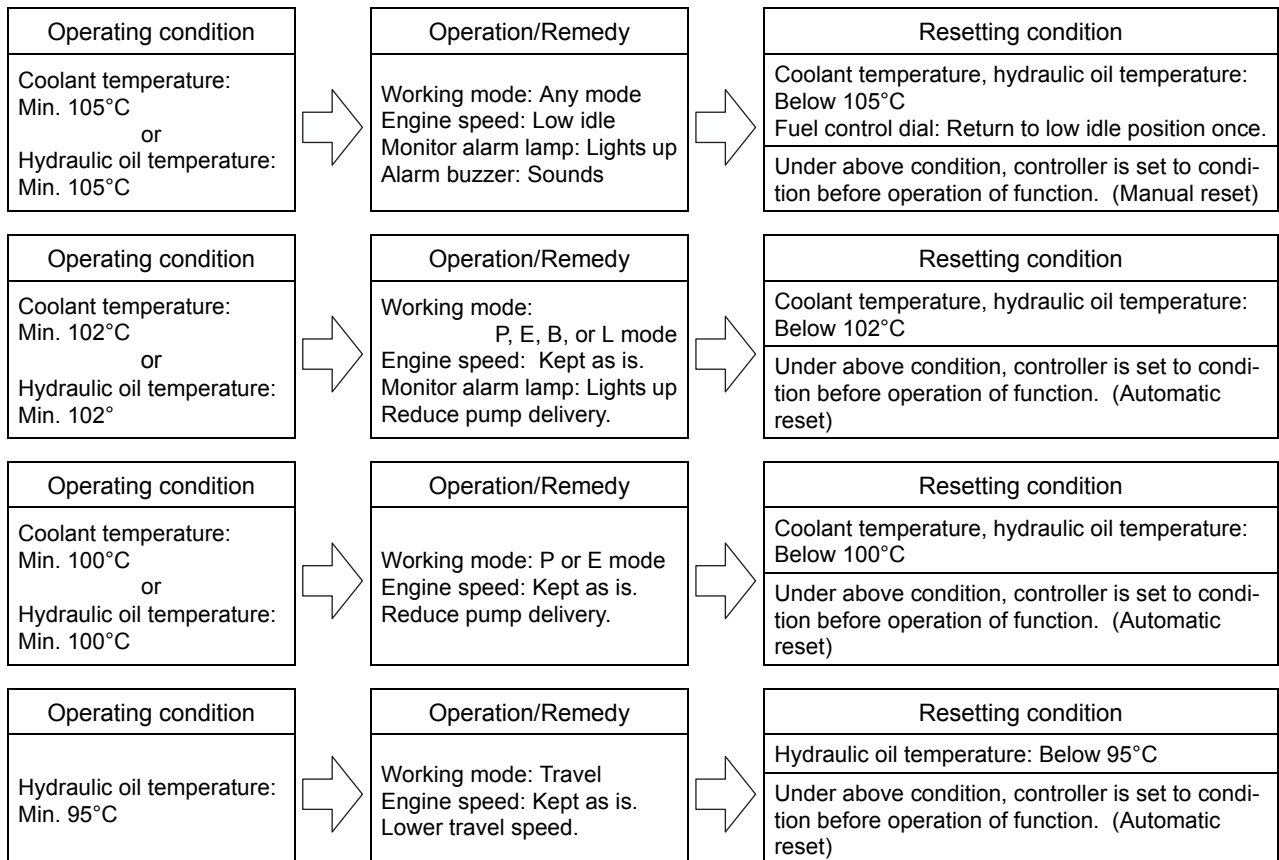 Operating condition
Coolant temperature:
Min. 105°C
or
Hydraulic oil temperature:
Min. 105°C
Operation/Remedy
Working mode: Any mode
Engine speed: Low idle
Monitor alarm lamp: Lights up
Alarm buzzer: Sounds
Resetting condition
Coolant temperature, hydraulic oil temperature:
Below 105°C
Fuel control dial: Return to low idle position once.
Under above condition, controller is set to condi-
tion before operation of function. (Manual reset)
Operating condition
Coolant temperature:
Min. 102°C
or
Hydraulic oil temperature:
Min. 102°
Operation/Remedy
Working mode:
P, E, B, or L mode
Engine speed: Kept as is.
Monitor alarm lamp: Lights up
Reduce pump delivery.
Resetting condition
Coolant temperature, hydraulic oil temperature:
Below 102°C
Under above condition, controller is set to condi-
tion before operation of function. (Automatic
reset)
Operating condition
Coolant temperature:
Min. 100°C
or
Hydraulic oil temperature:
Min. 100°C
Operation/Remedy
Working mode: P or E mode
Engine speed: Kept as is.
Reduce pump delivery.
Resetting condition
Coolant temperature, hydraulic oil temperature:
Below 100°C
Under above condition, controller is set to condi-
tion before operation of function. (Automatic
reset)
Operating condition
Hydraulic oil temperature:
Min. 95°C
Operation/Remedy
Working mode: Travel
Engine speed: Kept as is.
Lower travel speed.
Resetting condition
Hydraulic oil temperature: Below 95°C
Under above condition, controller is set to condi-
tion before operation of function. (Automatic
reset)